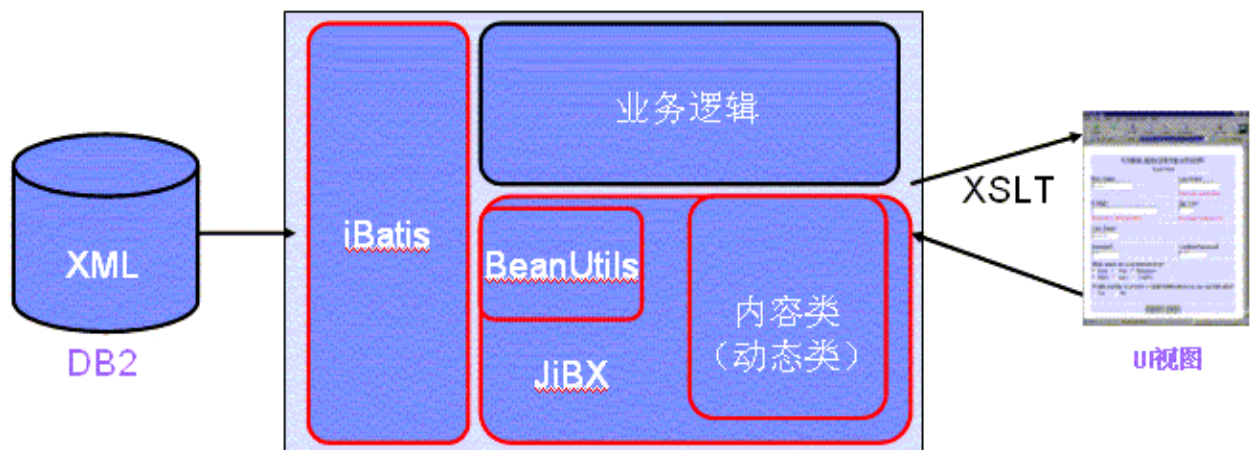 XML
DB2
iBatis
业务逻辑
BeanUtils
JiBX
内容类
（动态类）
XSLT
UI视图